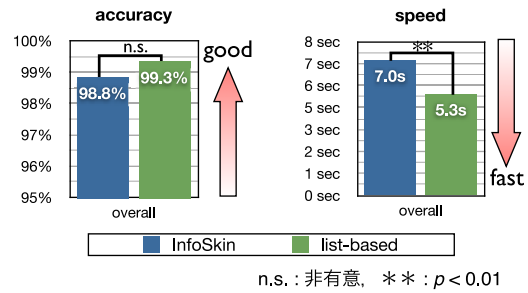 accuracy
100%
99%
98%
97%
96%
95%
n.s.
98.8%
99.3%
good
overall
speed
8 sec
7 sec
6 sec
5 sec
3 sec
2 sec
1 sec
0 sec
**
7.0s
5.3s
fast
overall
InfoSkin
list-based
n.s. : 非有意, ** : p < 0.01